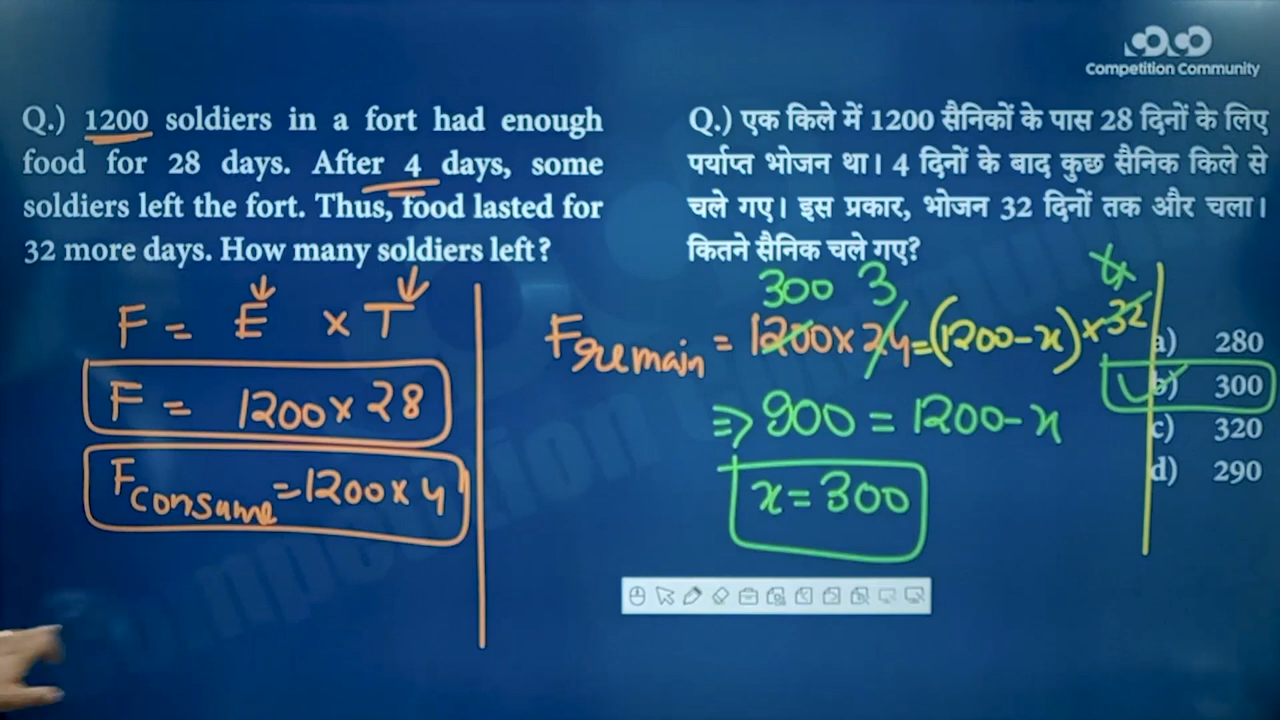 Competition Community
Q.) 1200 soldiers in a fort had enough
food for 28 days. After 4 days, some
soldiers left the fort. Thus, food lasted for
32 more days. How many soldiers left?
Q.) एक किले में 1200 सैनिकों के पास 28 दिनों के लिए
पर्याप्त भोजन था। 4 दिनों के बाद कुछ सैनिक किले से
चले गए। इस प्रकार, भोजन 32 दिनों तक और चला।
कितने सैनिक चले गए?
F = E × T
F = 1200 × 28
F consume = 1200 × 4
300 3 4
F remain = 1200 × 24 = (1200 - x) × 32
⇒ 900 = 1200 - x
x = 300
a) 280
b) 300
c) 320
d) 290